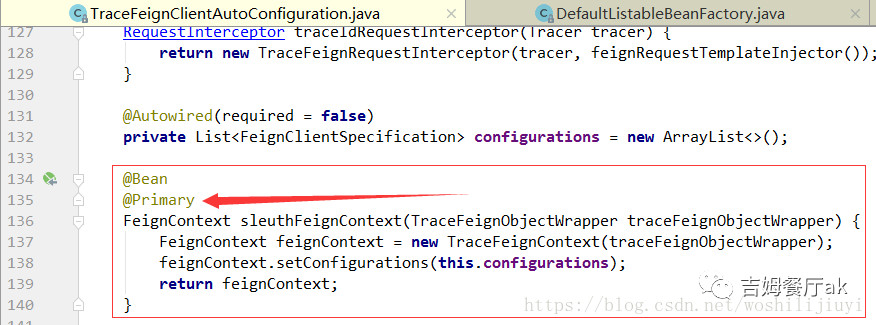 TraceFeignClientAutoConfiguration.java × DefaultListableBeanFactory.java ×
127 RequestInterceptor traceIdRequestInterceptor(Tracer tracer) {
128 return new TraceFeignRequestInterceptor(tracer, feignRequestTemplateInjector());
129 }
130
131 @Autowired(required = false)
132 private List<FeignClientSpecification> configurations = new ArrayList<>();
133
134 @Bean
135 @Primary
136 FeignContext sleuthFeignContext(TraceFeignObjectWrapper traceFeignObjectWrapper) {
137 FeignContext feignContext = new TraceFeignContext(traceFeignObjectWrapper);
138 feignContext.setConfigurations(this.configurations);
139 return feignContext;
140 }
吉姆餐厅ak
https://blog.csdn.net/woshilijiuyi